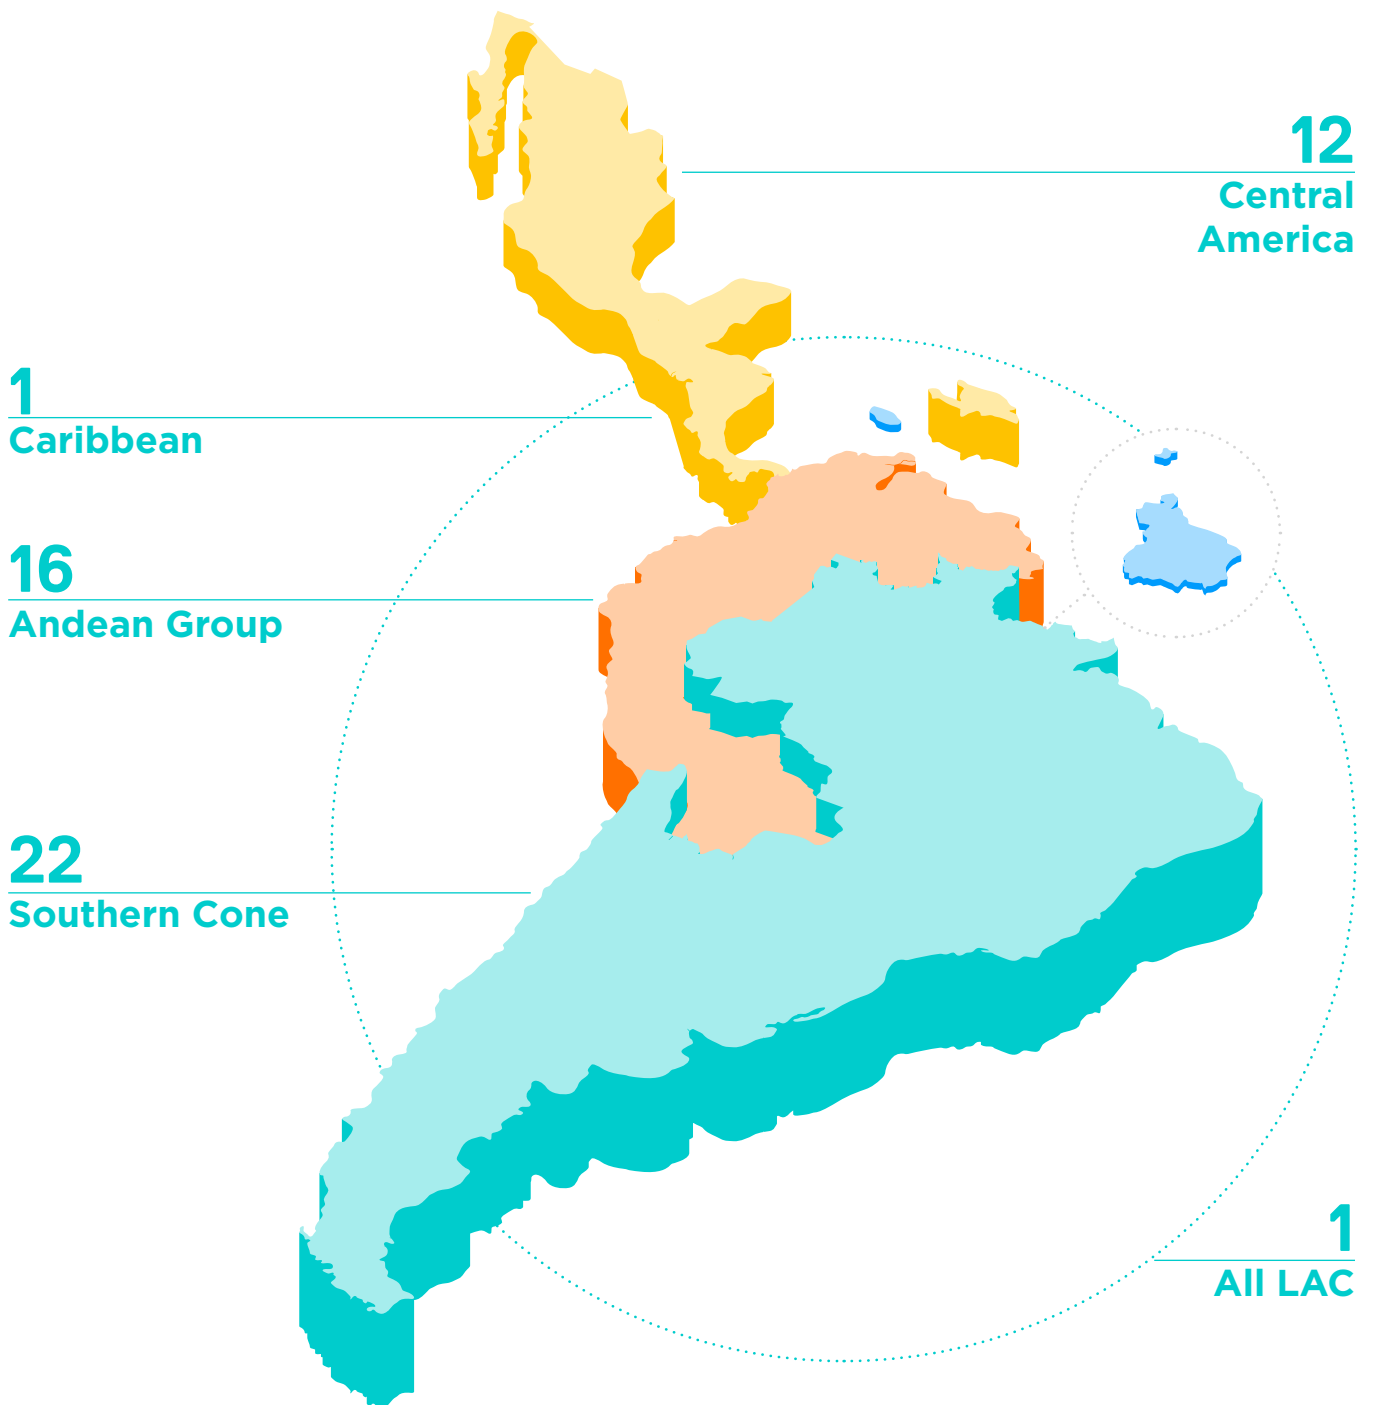 12
Central
America
1
Caribbean
16
Andean Group
22
Southern Cone
1
All LAC